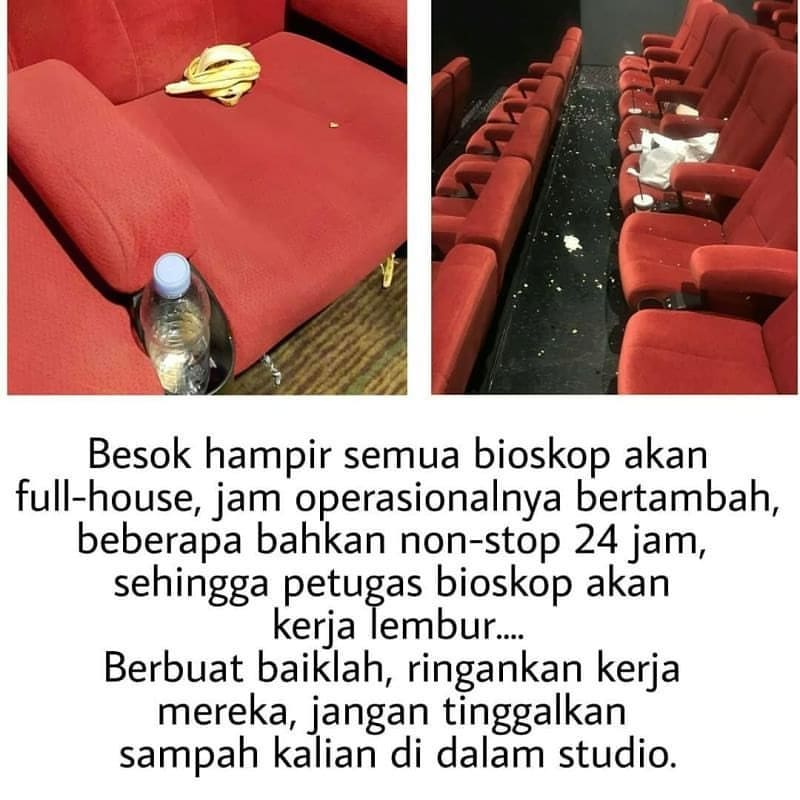 Besok hampir semua bioskop akan
full-house, jam operasionalnya bertambah,
beberapa bahkan non-stop 24 jam,
sehingga petugas bioskop akan
kerja lembur....
Berbuat baiklah, ringankan kerja
mereka, jangan tinggalkan
sampah kalian di dalam studio.